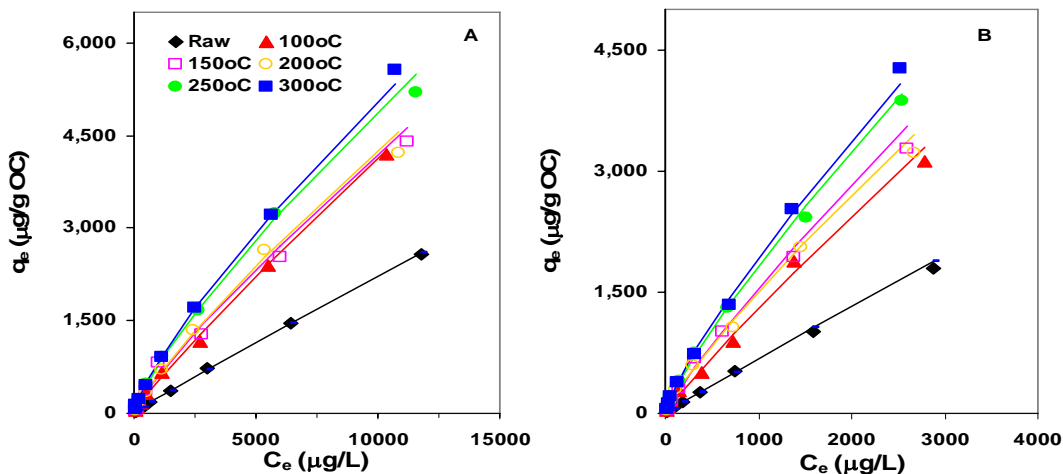 6,000
4,500
3,000
1,500
0
qe (µg/g OC)
A
Raw 100oC
150oC 200oC
250oC 300oC
0 5000 10000 15000
Ce (µg/L)
4,500
3,000
1,500
0
qe (µg/g OC)
B
0 1000 2000 3000 4000
Ce (µg/L)